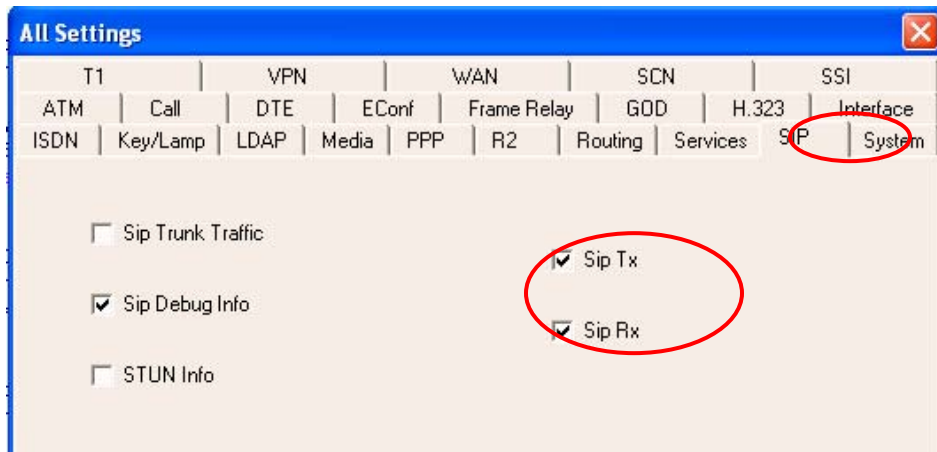 All Settings
T1 VPN WAN SCN SSI
ATM Call DTE EConf Frame Relay GOD H.323 Interface
ISDN Key/Lamp LDAP Media PPP R2 Routing Services SIP System
Sip Trunk Traffic
Sip Tx
Sip Debug Info
Sip Rx
STUN Info